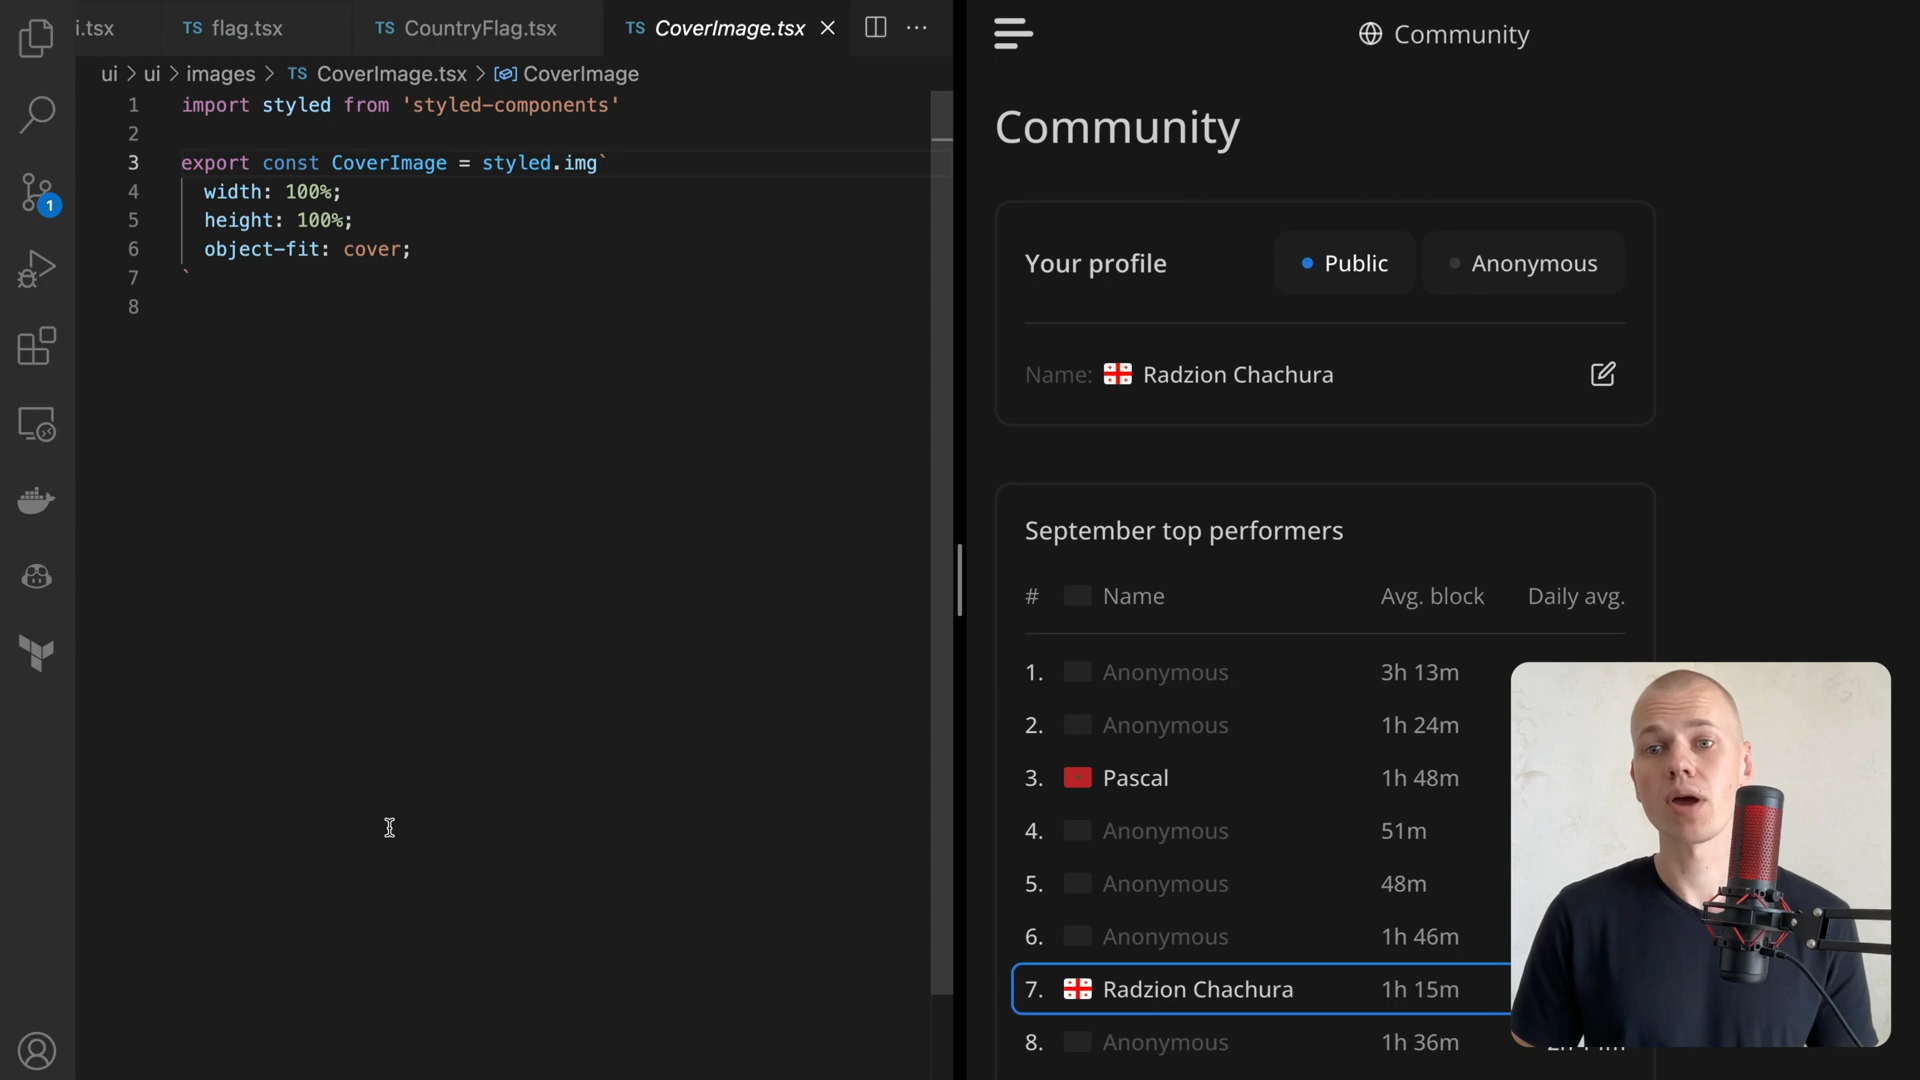 i.tsx
TS flag.tsx
TS CountryFlag.tsx
TS CoverImage.tsx
ui > ui > images > TS CoverImage.tsx > CoverImage
1 import styled from 'styled-components'
2
3 export const CoverImage = styled.img`
4 width: 100%;
5 height: 100%;
6 object-fit: cover;
7 `
8
1
Community
Community
Your profile
Public
Anonymous
Name: Radzion Chachura
September top performers
# Name Avg. block Daily avg.
1. Anonymous 3h 13m
2. Anonymous 1h 24m
3. Pascal 1h 48m
4. Anonymous 51m
5. Anonymous 48m
6. Anonymous 1h 46m
7. Radzion Chachura 1h 15m
8. Anonymous 1h 36m